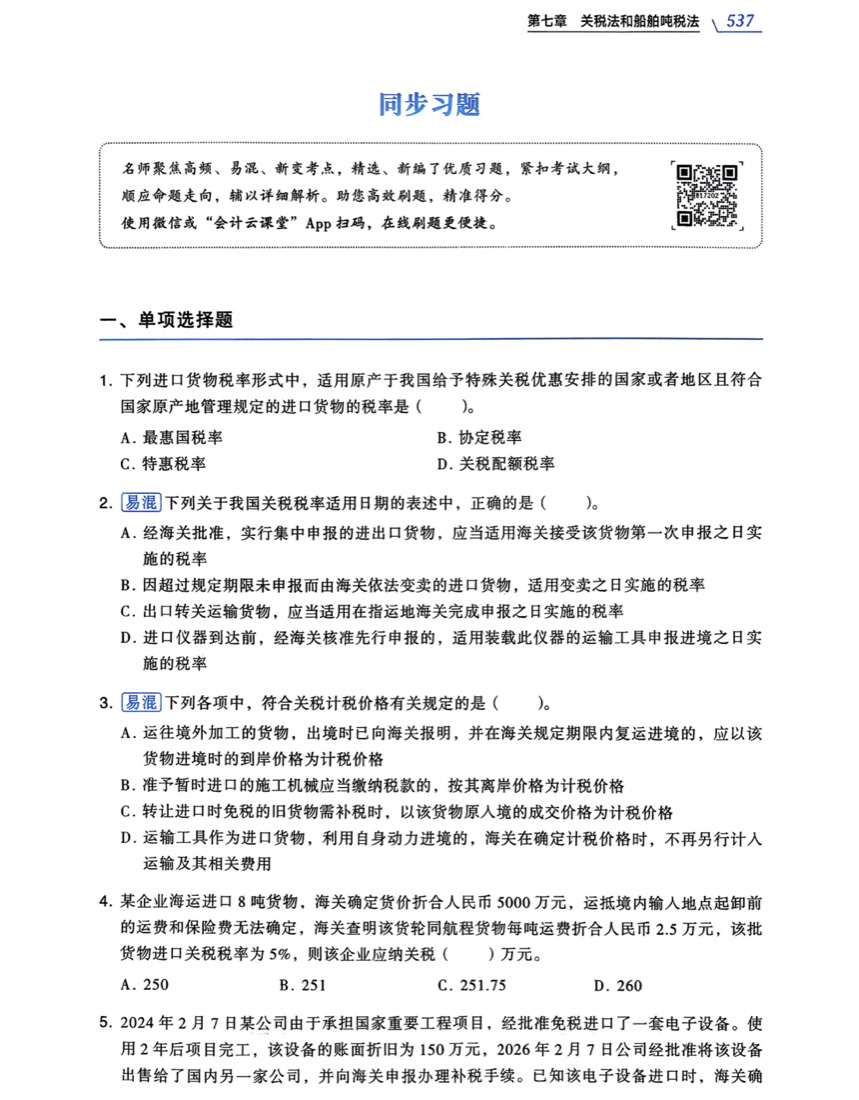 第七章 关税法和船舶吨税法 537
同步习题
名师聚焦高频、易混、新变考点，精选、新编了优质习题，紧扣考试大纲，
顺应命题走向，辅以详细解析。助您高效刷题，精准得分。
使用微信或“会计云课堂”App 扫码，在线刷题更便捷。
一、单项选择题
1. 下列进口货物税率形式中，适用原产于我国给予特殊关税优惠安排的国家或者地区且符合
国家原产地管理规定的进口货物的税率是（　　）。
A. 最惠国税率 B. 协定税率
C. 特惠税率 D. 关税配额税率
2. 易混 下列关于我国关税税率适用日期的表述中，正确的是（　　）。
A. 经海关批准，实行集中申报的进出口货物，应当适用海关接受该货物第一次申报之日实
施的税率
B. 因超过规定期限未申报而由海关依法变卖的进口货物，适用变卖之日实施的税率
C. 出口转关运输货物，应当适用在指运地海关完成申报之日实施的税率
D. 进口仪器到达前，经海关核准先行申报的，适用装载此仪器的运输工具申报进境之日实
施的税率
3. 易混 下列各项中，符合关税计税价格有关规定的是（　　）。
A. 运往境外加工的货物，出境时已向海关报明，并在海关规定期限内复运进境的，应以该
货物进境时的到岸价格为计税价格
B. 准予暂时进口的施工机械应当缴纳税款的，按其离岸价格为计税价格
C. 转让进口时免税的旧货物需补税时，以该货物原入境的成交价格为计税价格
D. 运输工具作为进口货物，利用自身动力进境的，海关在确定计税价格时，不再另行计入
运输及其相关费用
4. 某企业海运进口 8 吨货物，海关确定货价折合人民币 5000 万元，运抵境内输入地点起卸前
的运费和保险费无法确定，海关查明该货轮同航程货物每吨运费折合人民币 2.5 万元，该批
货物进口关税税率为 5%，则该企业应纳关税（　　）万元。
A. 250 B. 251 C. 251.75 D. 260
5. 2024 年 2 月 7 日某公司由于承担国家重要工程项目，经批准免税进口了一套电子设备。使
用 2 年后项目完工，该设备的账面折旧为 150 万元，2026 年 2 月 7 日公司经批准将该设备
出售给了国内另一家公司，并向海关申报办理补税手续。已知该电子设备进口时，海关确